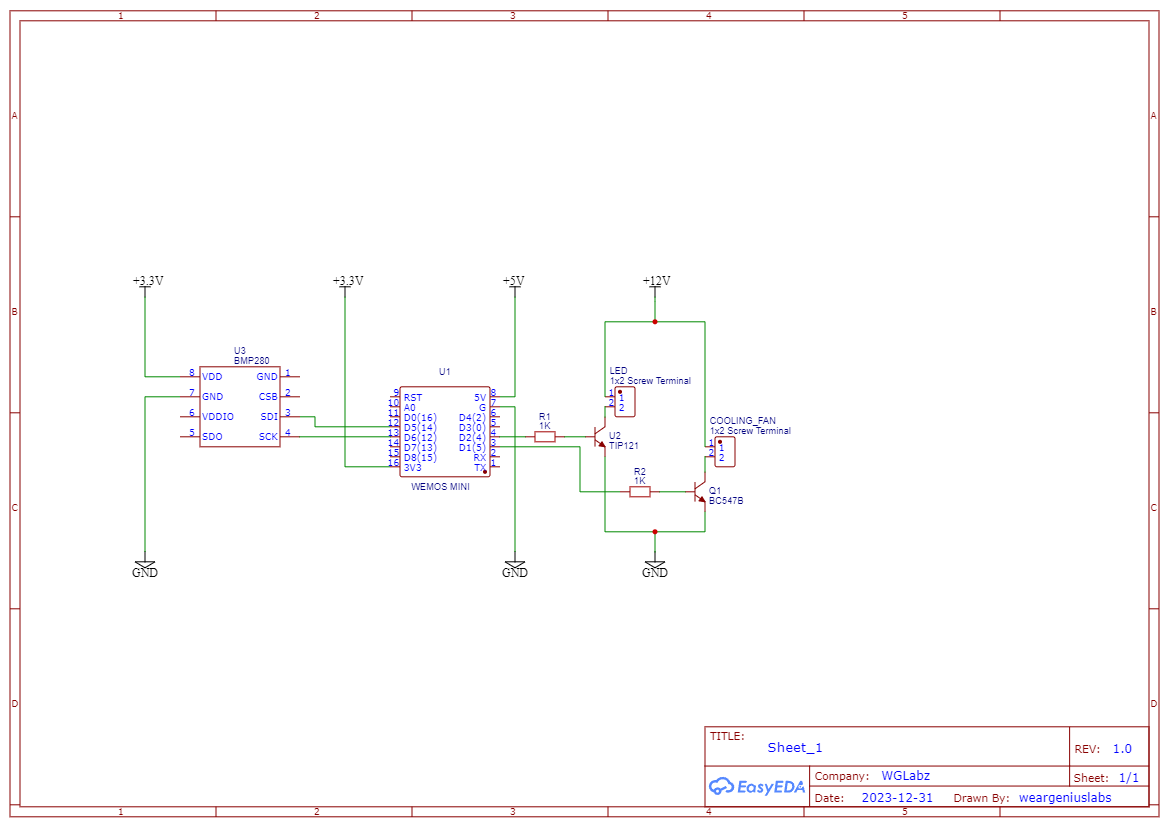 1 2 3 4 5
A A
B B
C C
D D
+3.3V +3.3V +5V +12V
U3
BMP280
8 VDD GND 1
7 GND CSB 2
6 VDDIO SDI 3
5 SDO SCK 4
U1
9 RST 5V 8
10 A0 G 7
11 D0(16) D4(2) 6
12 D5(14) D3(0) 5
13 D6(12) D2(4) 4
14 D7(13) D1(5) 3
15 D8(15) RX 2
16 3V3 TX 1
WEMOS MINI
R1
1K
LED
1x2 Screw Terminal
1 1
2 2
U2
TIP121
R2
1K
COOLING_FAN
1x2 Screw Terminal
1 1
2 2
Q1
BC547B
GND GND GND
TITLE:
Sheet_1
REV: 1.0
EasyEDA
Company: WGLabz
Sheet: 1/1
Date: 2023-12-31 Drawn By: weargeniuslabs
1 2 3 4 5